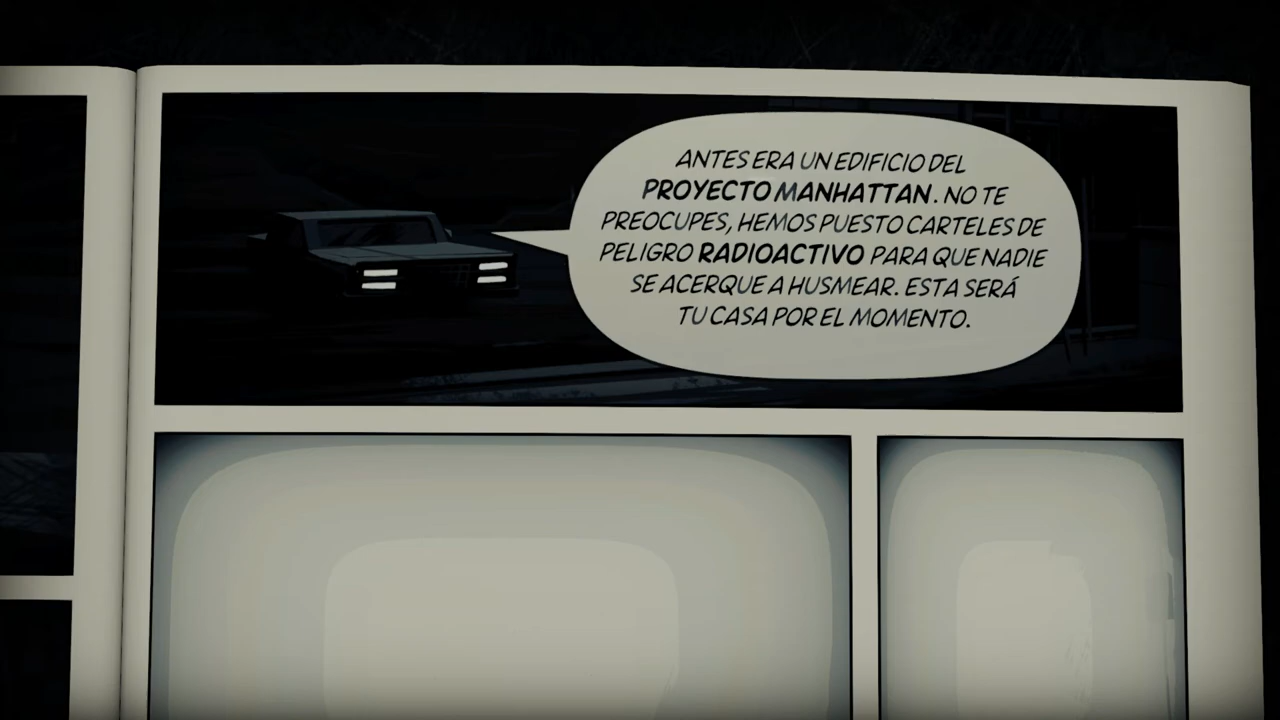 ANTES ERA UN EDIFICIO DEL
PROYECTO MANHATTAN. NO TE
PREOCUPES, HEMOS PUESTO CARTELES DE
PELIGRO RADIOACTIVO PARA QUE NADIE
SE ACERQUE A HUSMEAR. ESTA SERÁ
TU CASA POR EL MOMENTO.